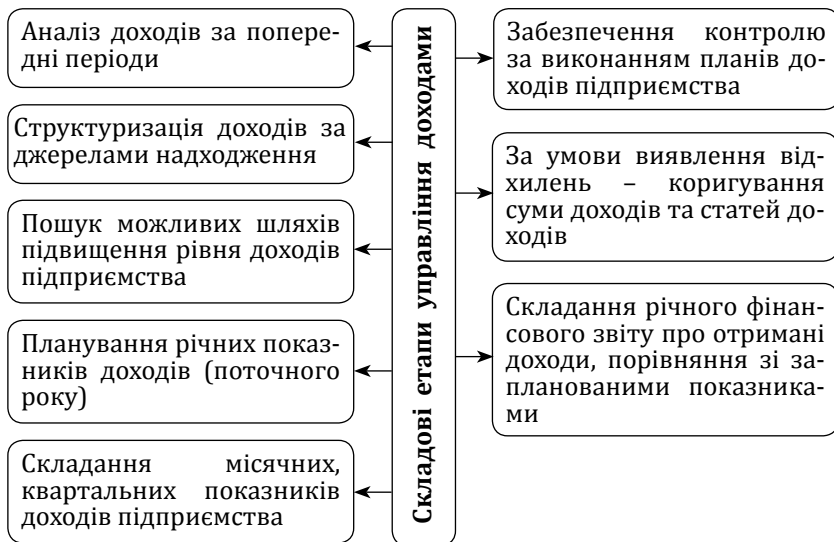 Аналіз доходів за попере-
дні періоди
Структуризація доходів за
джерелами надходження
Пошук можливих шляхів
підвищення рівня доходів
підприємства
Планування річних показ-
ників доходів (поточного
року)
Складання місячних,
квартальних показників
доходів підприємства
Складові етапи управління доходами
Забезпечення контролю
за виконанням планів до-
ходів підприємства
За умови виявлення від-
хилень – коригування
суми доходів та статей до-
ходів
Складання річного фінан-
сового звіту про отримані
доходи, порівняння зі за-
планованими показника-
ми